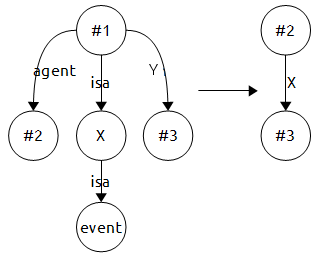 #1 #2
agent isa Y X
#2 X #3 #3
isa
event